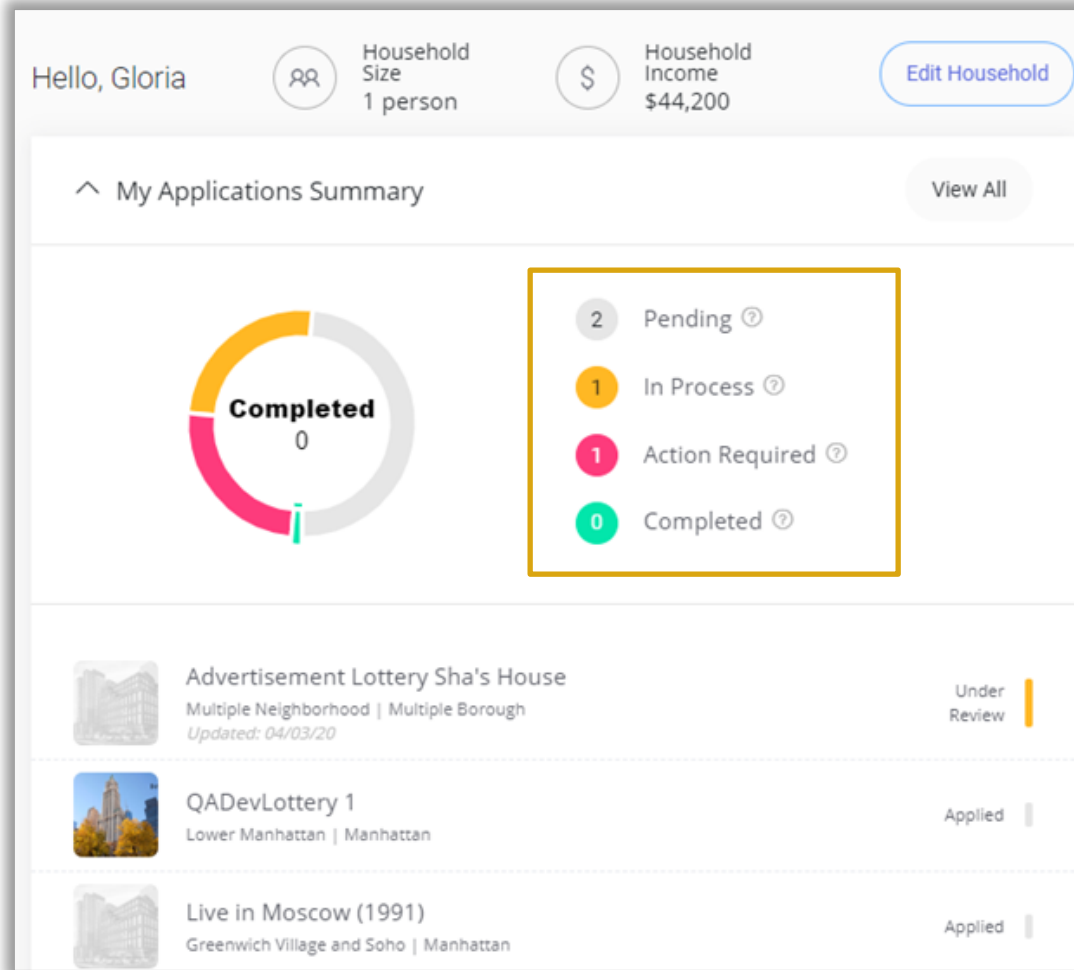 Hello, Gloria
Household
Size
1 person
$
Household
Income
$44,200
Edit Household
My Applications Summary
View All
Completed
0
2 Pending ?
1 In Process ?
1 Action Required ?
0 Completed ?
Advertisement Lottery Sha's House
Multiple Neighborhood | Multiple Borough
Updated: 04/03/20
Under
Review
QADevLottery 1
Lower Manhattan | Manhattan
Applied
Live in Moscow (1991)
Greenwich Village and Soho | Manhattan
Applied